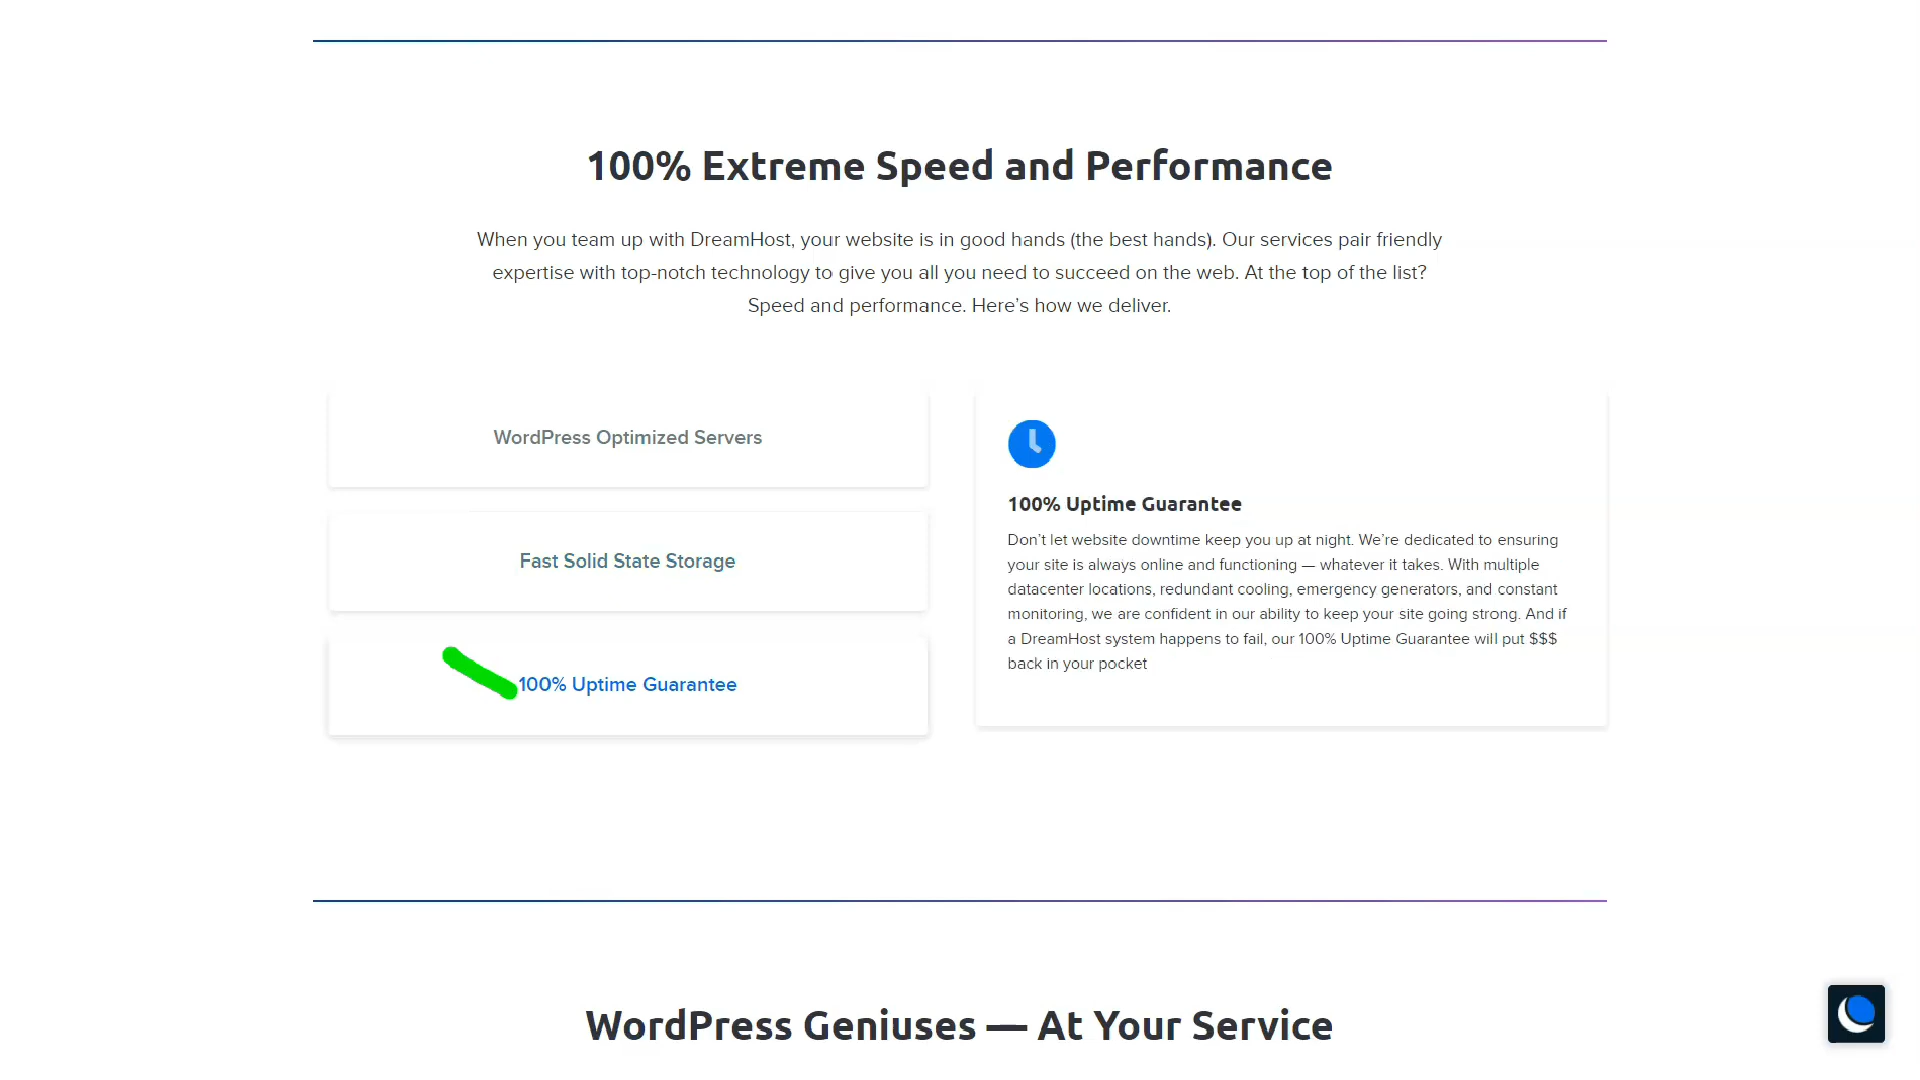 100% Extreme Speed and Performance
When you team up with DreamHost, your website is in good hands (the best hands). Our services pair friendly
expertise with top-notch technology to give you all you need to succeed on the web. At the top of the list?
Speed and performance. Here’s how we deliver.
WordPress Optimized Servers
Fast Solid State Storage
100% Uptime Guarantee
100% Uptime Guarantee
Don’t let website downtime keep you up at night. We’re dedicated to ensuring
your site is always online and functioning — whatever it takes. With multiple
datacenter locations, redundant cooling, emergency generators, and constant
monitoring, we are confident in our ability to keep your site going strong. And if
a DreamHost system happens to fail, our 100% Uptime Guarantee will put $$$
back in your pocket
WordPress Geniuses — At Your Service